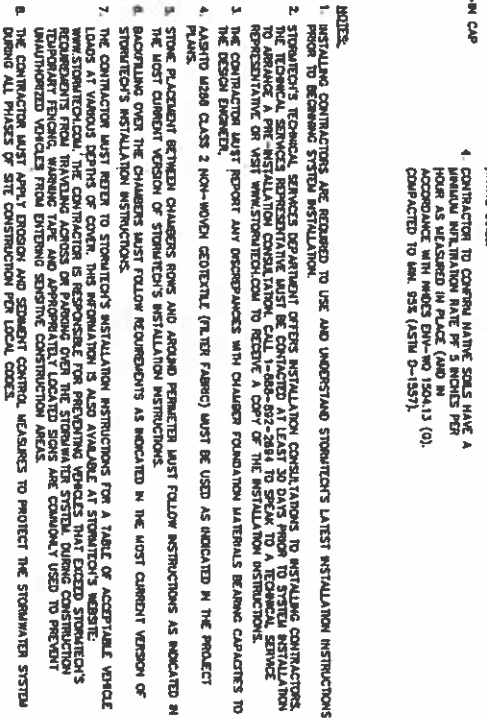 -IN CAP
4. CONTRACTOR TO CONFIRM NATIVE SOILS HAVE A
MINIMUM INFILTRATION RATE PF 5 INCHES PER
HOUR AS MEASURED IN PLACE (AND IN
ACCORDANCE WITH NHDES ENV-WQ 1504.13 (O).
COMPACTED TO MIN. 95% (ASTM D-1557).
NOTES:
1. INSTALLING CONTRACTORS ARE REQUIRED TO USE AND UNDERSTAND STORMTECH'S LATEST INSTALLATION INSTRUCTIONS
PRIOR TO BEGINNING SYSTEM INSTALLATION.
2. STORMTECH'S TECHNICAL SERVICES DEPARTMENT OFFERS INSTALLATION CONSULTATIONS TO INSTALLING CONTRACTORS.
THE TECHNICAL SERVICES REPRESENTATIVE MUST BE CONTACTED AT LEAST 30 DAYS PRIOR TO SYSTEM INSTALLATION
TO ARRANGE A PRE-INSTALLATION CONSULTATION. CALL 1-888-892-2694 TO SPEAK TO A TECHNICAL SERVICE
REPRESENTATIVE OR VISIT WWW.STORMTECH.COM TO RECEIVE A COPY OF THE INSTALLATION INSTRUCTIONS.
3. THE CONTRACTOR MUST REPORT ANY DISCREPANCIES WITH CHAMBER FOUNDATION MATERIALS BEARING CAPACITIES TO
THE DESIGN ENGINEER.
4. AASHTO M288 CLASS 2 NON-WOVEN GEOTEXTILE (FILTER FABRIC) MUST BE USED AS INDICATED IN THE PROJECT
PLANS.
5. STONE PLACEMENT BETWEEN CHAMBERS ROWS AND AROUND PERIMETER MUST FOLLOW INSTRUCTIONS AS INDICATED IN
THE MOST CURRENT VERSION OF STORMTECH'S INSTALLATION INSTRUCTIONS.
6. BACKFILLING OVER THE CHAMBERS MUST FOLLOW REQUIREMENTS AS INDICATED IN THE MOST CURRENT VERSION OF
STORMTECH'S INSTALLATION INSTRUCTIONS.
7. THE CONTRACTOR MUST REFER TO STORMTECH'S INSTALLATION INSTRUCTIONS FOR A TABLE OF ACCEPTABLE VEHICLE
LOADS AT VARIOUS DEPTHS OF COVER. THIS INFORMATION IS ALSO AVAILABLE AT STORMTECH'S WEBSITE:
WWW.STORMTECH.COM. THE CONTRACTOR IS RESPONSIBLE FOR PREVENTING VEHICLES THAT EXCEED STORMTECH'S
REQUIREMENTS FROM TRAVELING ACROSS OR PARKING OVER THE STORMWATER SYSTEM. DURING CONSTRUCTION
TEMPORARY FENCING, WARNING TAPE AND APPROPRIATELY LOCATED SIGNS ARE COMMONLY USED TO PREVENT
UNAUTHORIZED VEHICLES FROM ENTERING SENSITIVE CONSTRUCTION AREAS.
8. THE CONTRACTOR MUST APPLY EROSION AND SEDIMENT CONTROL MEASURES TO PROTECT THE STORMWATER SYSTEM
DURING ALL PHASES OF SITE CONSTRUCTION PER LOCAL CODES.